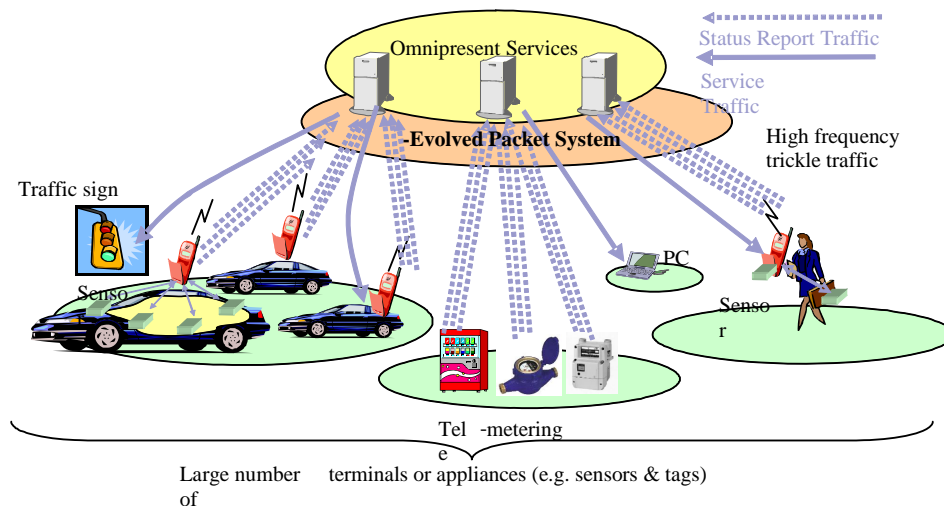 Omnipresent Services
Status Report Traffic
Service
Traffic
-Evolved Packet System
High frequency
trickle traffic
Traffic sign
Senso
PC
Senso
r
Tel -metering
e
Large number terminals or appliances (e.g. sensors & tags)
of